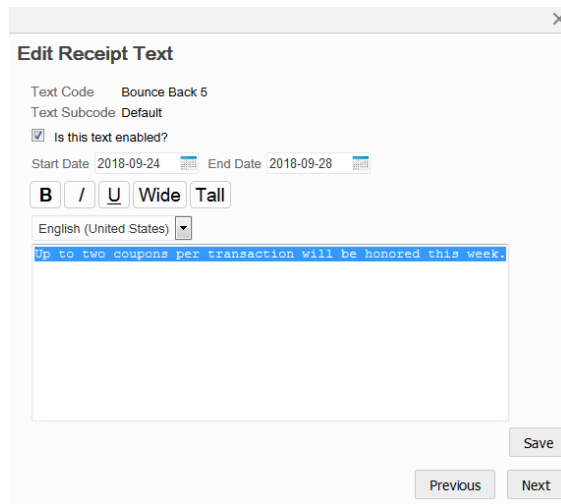 Edit Receipt Text
Text Code Bounce Back 5
Text Subcode Default
Is this text enabled?
Start Date 2018-09-24 End Date 2018-09-28
B I U Wide Tall
English (United States)
Up to two coupons per transaction will be honored this week.
Save
Previous Next